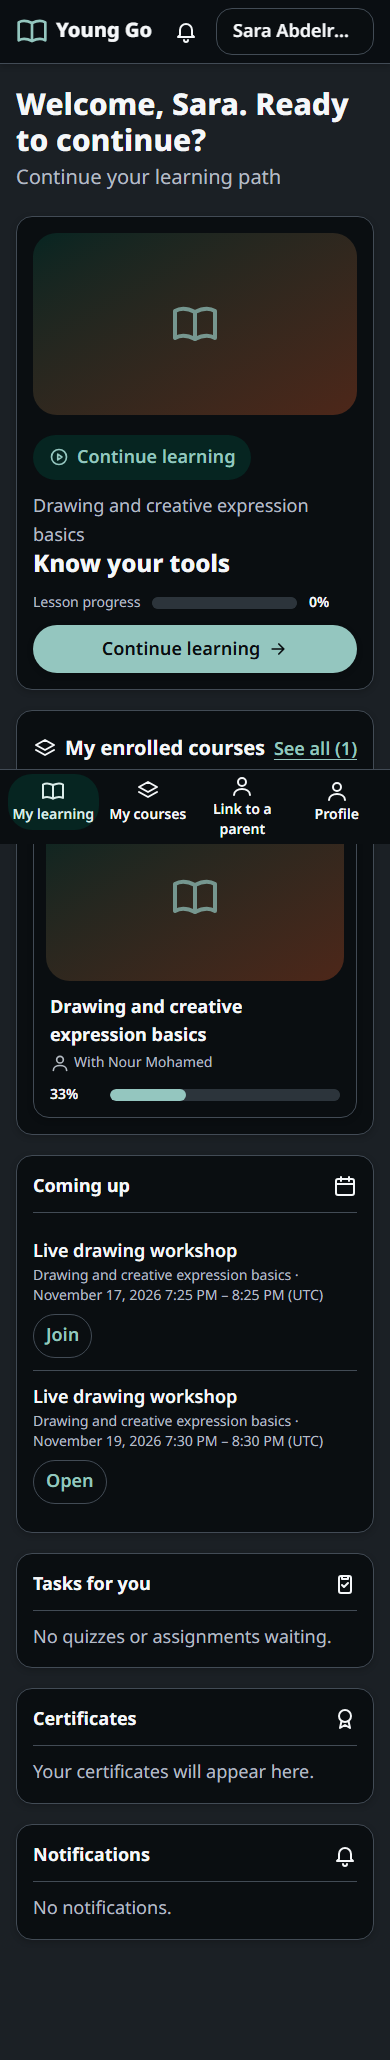 Young Go
Sara Abdelr...
Welcome, Sara. Ready
to continue?
Continue your learning path
Continue learning
Drawing and creative expression
basics
Know your tools
Lesson progress
0%
Continue learning →
My enrolled courses
See all (1)
My learning
My courses
Link to a
parent
Profile
Drawing and creative
expression basics
With Nour Mohamed
33%
Coming up
Live drawing workshop
Drawing and creative expression basics ·
November 17, 2026 7:25 PM – 8:25 PM (UTC)
Join
Live drawing workshop
Drawing and creative expression basics ·
November 19, 2026 7:30 PM – 8:30 PM (UTC)
Open
Tasks for you
No quizzes or assignments waiting.
Certificates
Your certificates will appear here.
Notifications
No notifications.